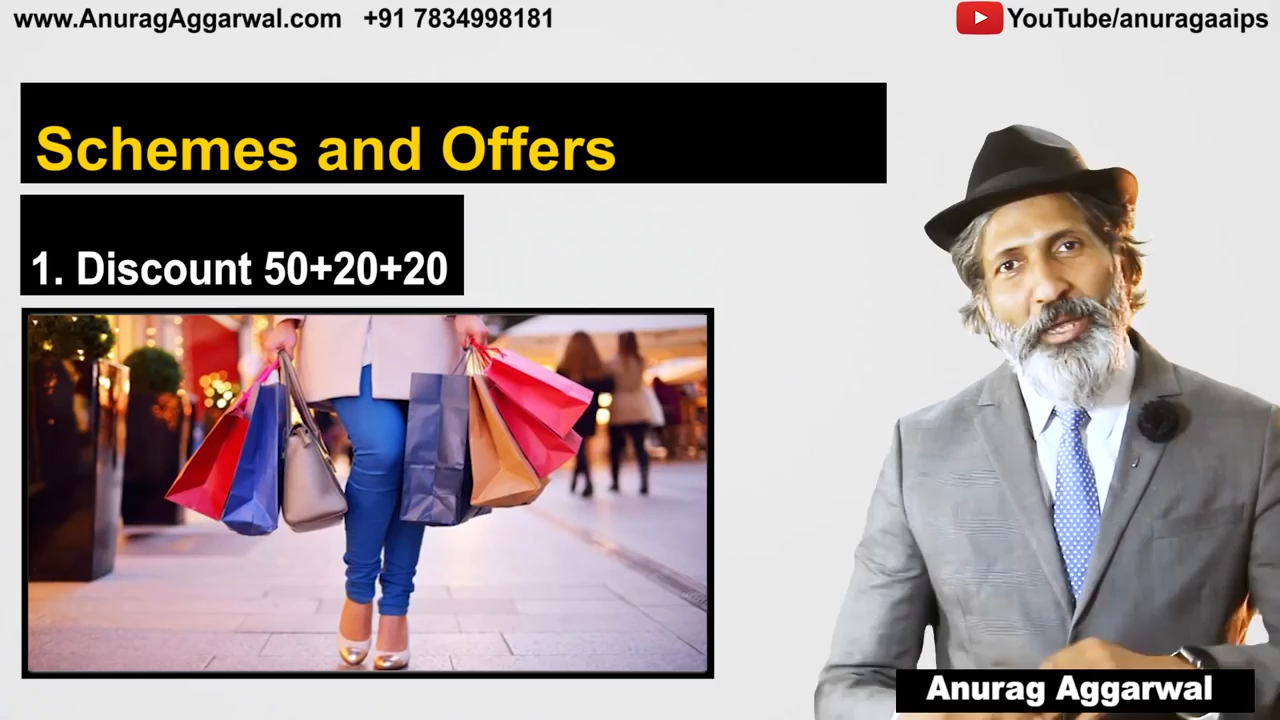 www.AnuragAggarwal.com +91 7834998181
YouTube/anuragaaips
Schemes and Offers
1. Discount 50+20+20
Anurag Aggarwal